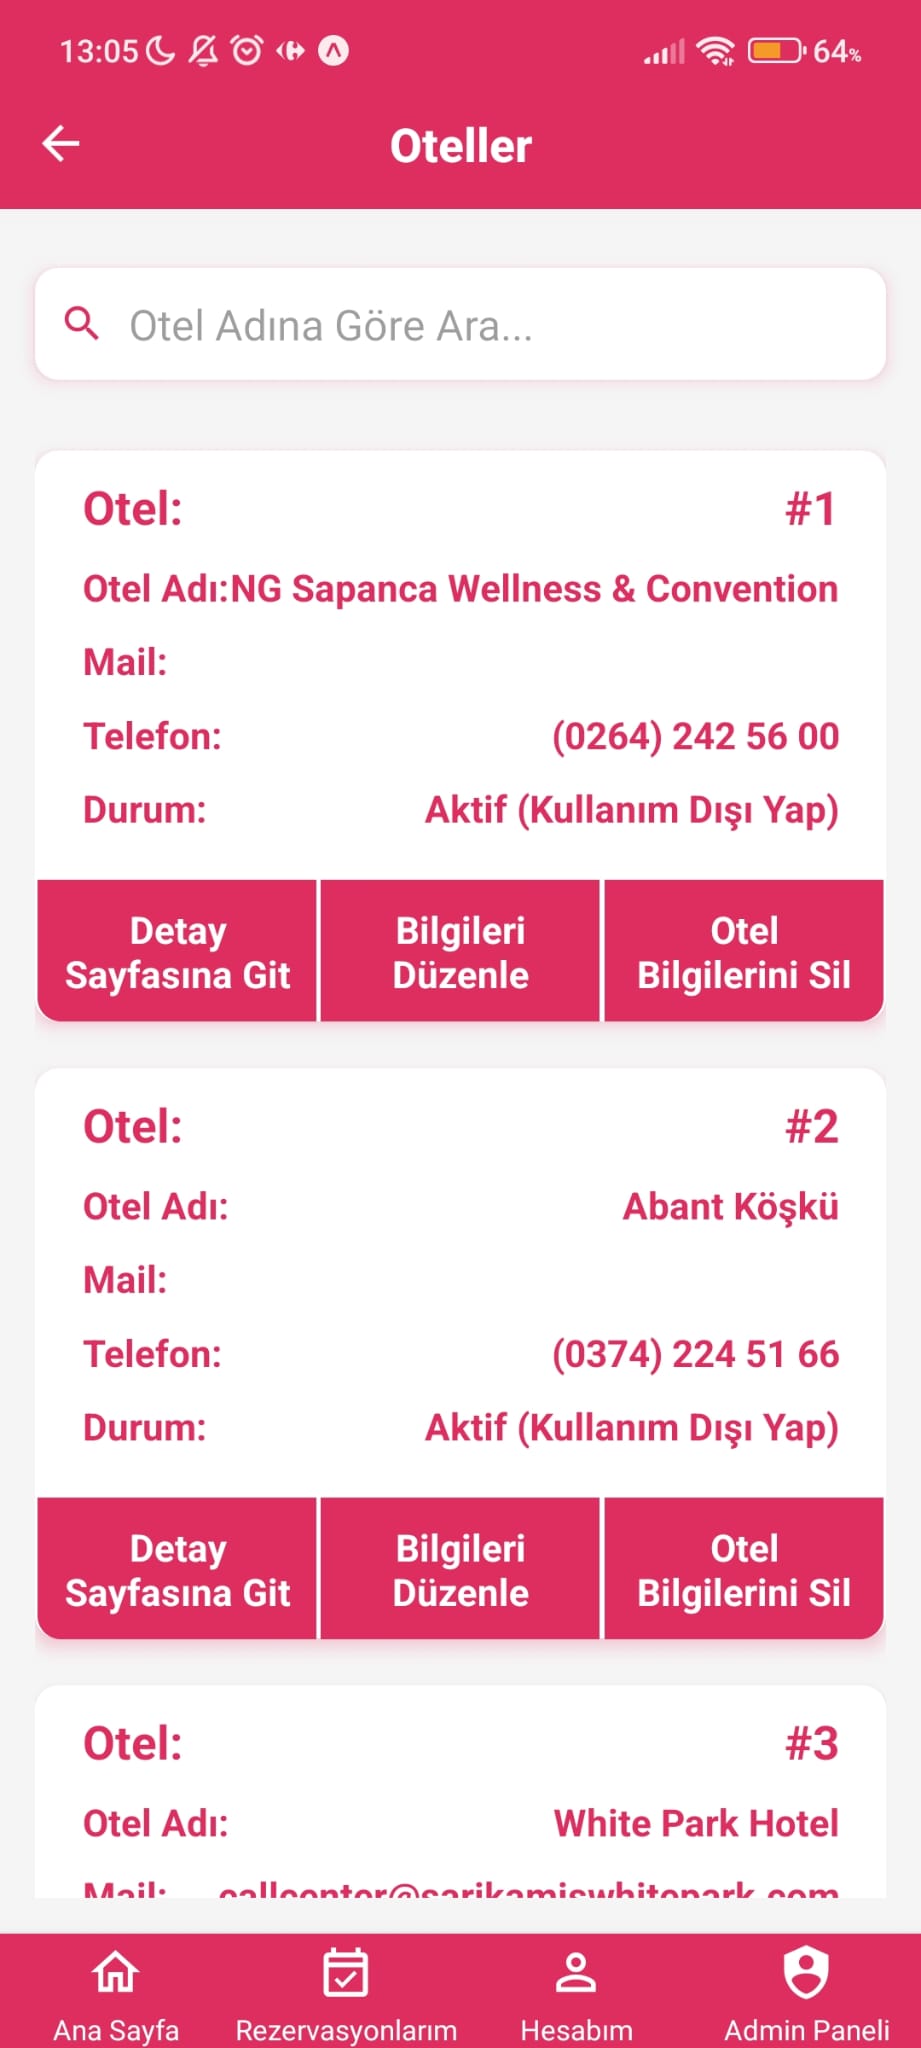 13:05
64%
Oteller
Otel Adına Göre Ara...
Otel: #1
Otel Adı:NG Sapanca Wellness & Convention
Mail:
Telefon: (0264) 242 56 00
Durum: Aktif (Kullanım Dışı Yap)
Detay
Sayfasına Git
Bilgileri
Düzenle
Otel
Bilgilerini Sil
Otel: #2
Otel Adı: Abant Köşkü
Mail:
Telefon: (0374) 224 51 66
Durum: Aktif (Kullanım Dışı Yap)
Detay
Sayfasına Git
Bilgileri
Düzenle
Otel
Bilgilerini Sil
Otel: #3
Otel Adı: White Park Hotel
Mail: callcenter@sarikamiswhitepark.com
Ana Sayfa
Rezervasyonlarım
Hesabım
Admin Paneli